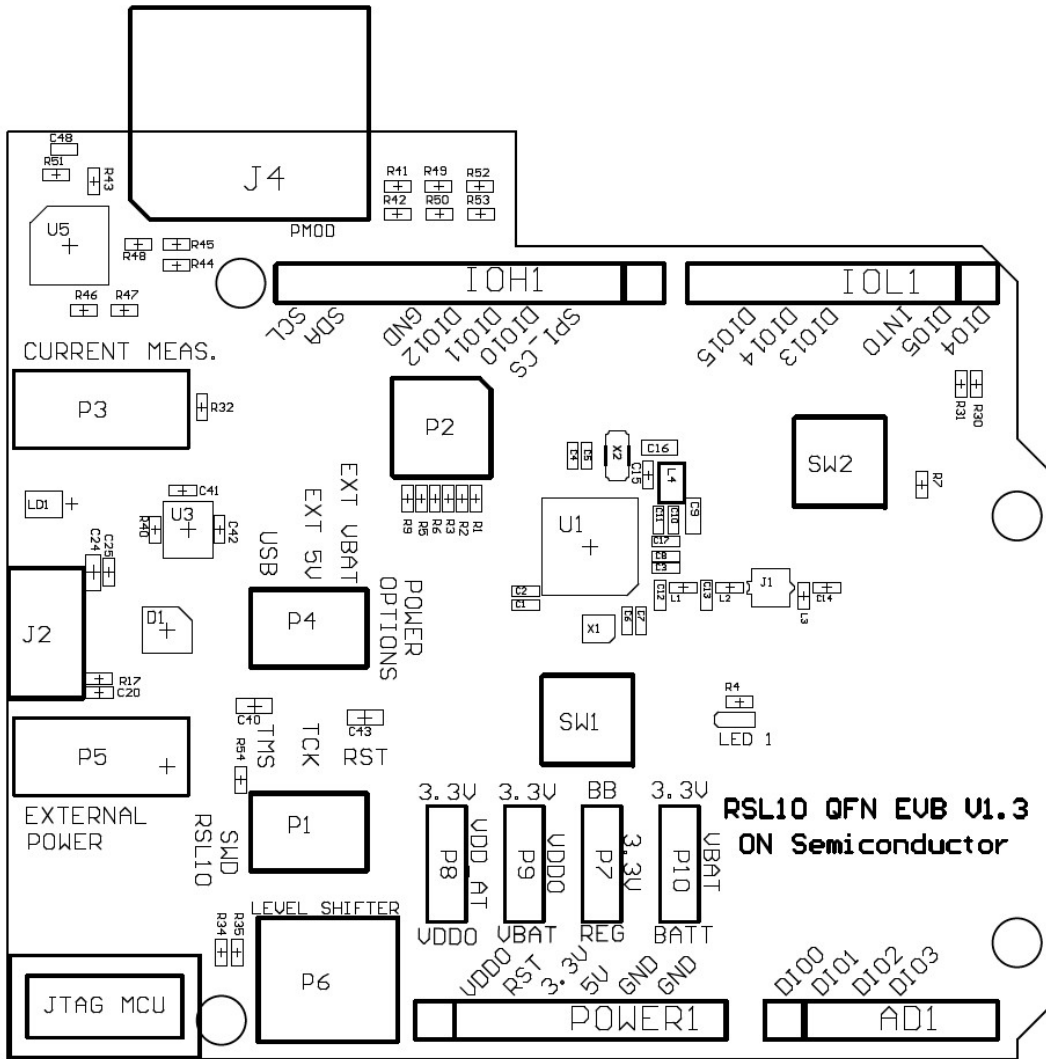 C48
R51
R43
J4
R41 R49 R52
R42 R50 R53
PMOD
U5
R48
R45
R44
R46 R47
IOH1
IOL1
SCL
SDA
GND
DIO12
DIO11
DIO10
SPI_CS
DIO15
DIO14
DIO13
INT0
DIO5
DIO4
CURRENT MEAS.
P3
R32
P2
R31
R30
SW2
R7
C4
C5
X2
C16
C15
L4
LD1
C41
U3
R40
C42
R9
R5
R6
R3
R2
R1
U1
C11
C10
C9
C17
C8
C3
C24
C25
USB
EXT 5V
EXT VBAT
POWER
OPTIONS
J2
D1
P4
C2
C1
X1
C6
C7
C12
L1
C13
L2
J1
L3
C14
R17
C20
P5
EXTERNAL
POWER
C40
C43
R54
TMS
TCK
RST
SW1
R4
LED 1
RSL10
SWD
P1
3.3V
3.3V
BB
3.3V
P8
VDD_AT
P9
VDDO
P7
3.3V
P10
VBAT
VDDO
VBAT
REG
BATT
RSL10 QFN EVB V1.3
ON Semiconductor
LEVEL SHIFTER
R34
R35
P6
JTAG MCU
VDDO
RST
3.3V
5V
GND
GND
POWER1
DIO0
DIO1
DIO2
DIO3
AD1